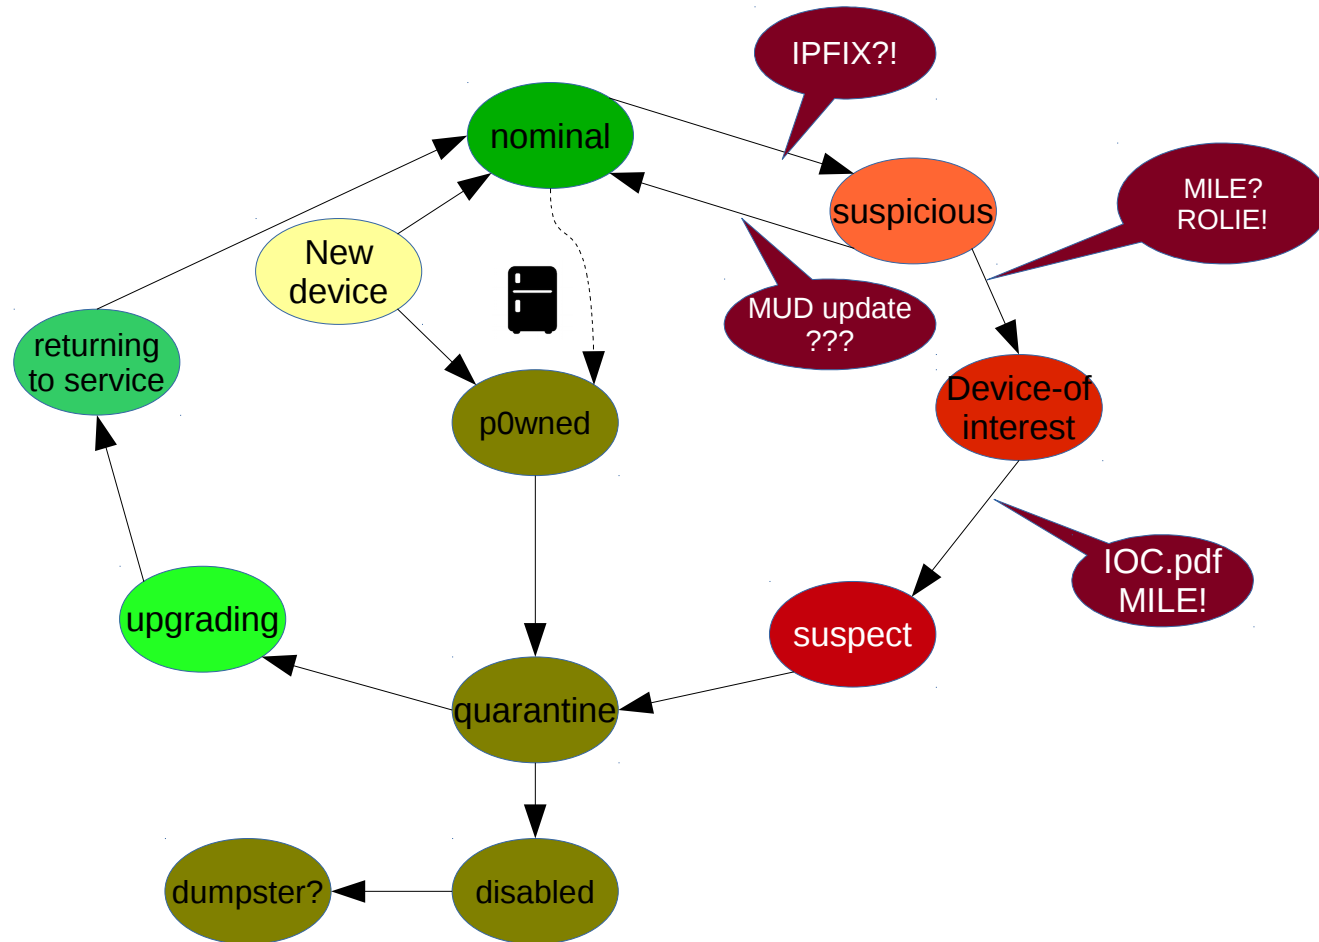 IPFIX?!
nominal
MILE?
ROLIE!
suspicious
New
device
MUD update
???
returning
to service
Device-of
interest
p0wned
IOC.pdf
MILE!
upgrading
suspect
quarantine
dumpster?
disabled